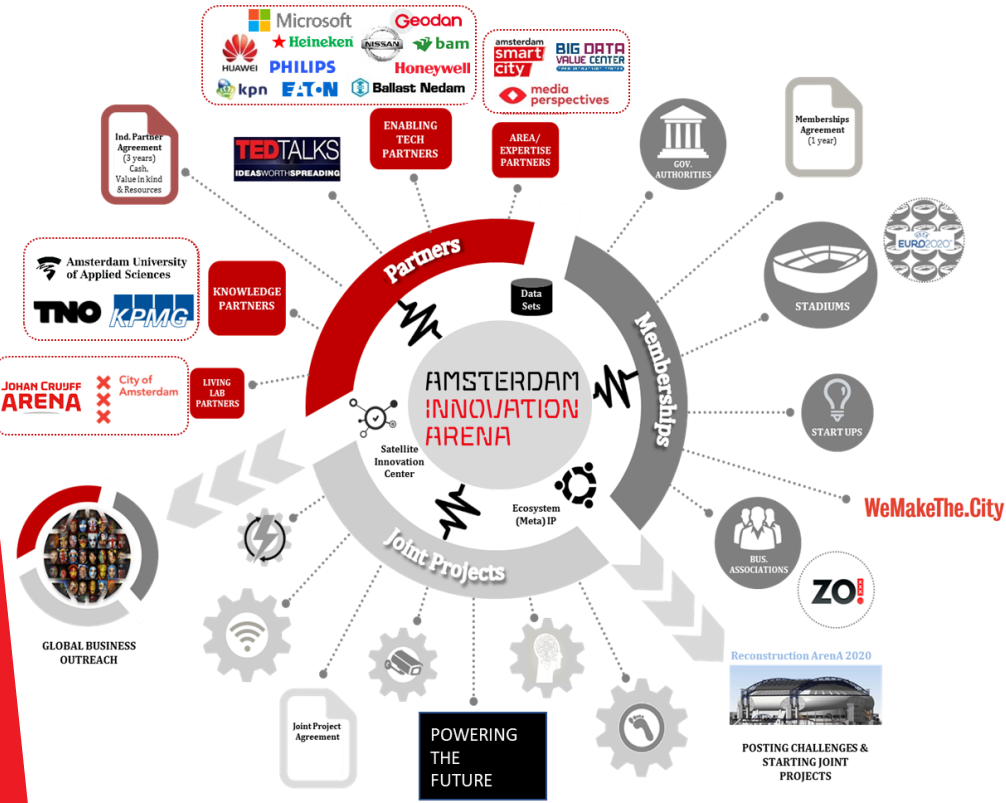 Microsoft
Geodan
HUAWEI
Heineken
NISSAN
bam
PHILIPS
Honeywell
kpn
EATON
Ballast Nedam
amsterdam
smart
city
BIG DATA
VALUE CENTER
media
perspectives
Ind. Partner
Agreement
(3 years)
Cash,
Value in kind
& Resources
TEDTALKS
IDEAS WORTH SPREADING
ENABLING
TECH
PARTNERS
AREA/
EXPERTISE
PARTNERS
GOV.
AUTHORITIES
Memberships
Agreement
(1 year)
Amsterdam University
of Applied Sciences
TNO
KPMG
KNOWLEDGE
PARTNERS
JOHAN CRUIJFF
ARENA
City of
Amsterdam
LIVING
LAB
PARTNERS
Partners
Data
Sets
Memberships
AMSTERDAM
INNOVATION
ARENA
Satellite
Innovation
Center
Ecosystem
(Meta) IP
Joint Projects
EURO2020
STADIUMS
START UPS
WeMakeThe.City
BUS.
ASSOCIATIONS
ZO!
GLOBAL BUSINESS
OUTREACH
Joint Project
Agreement
POWERING
THE
FUTURE
Reconstruction ArenA 2020
POSTING CHALLENGES &
STARTING JOINT
PROJECTS